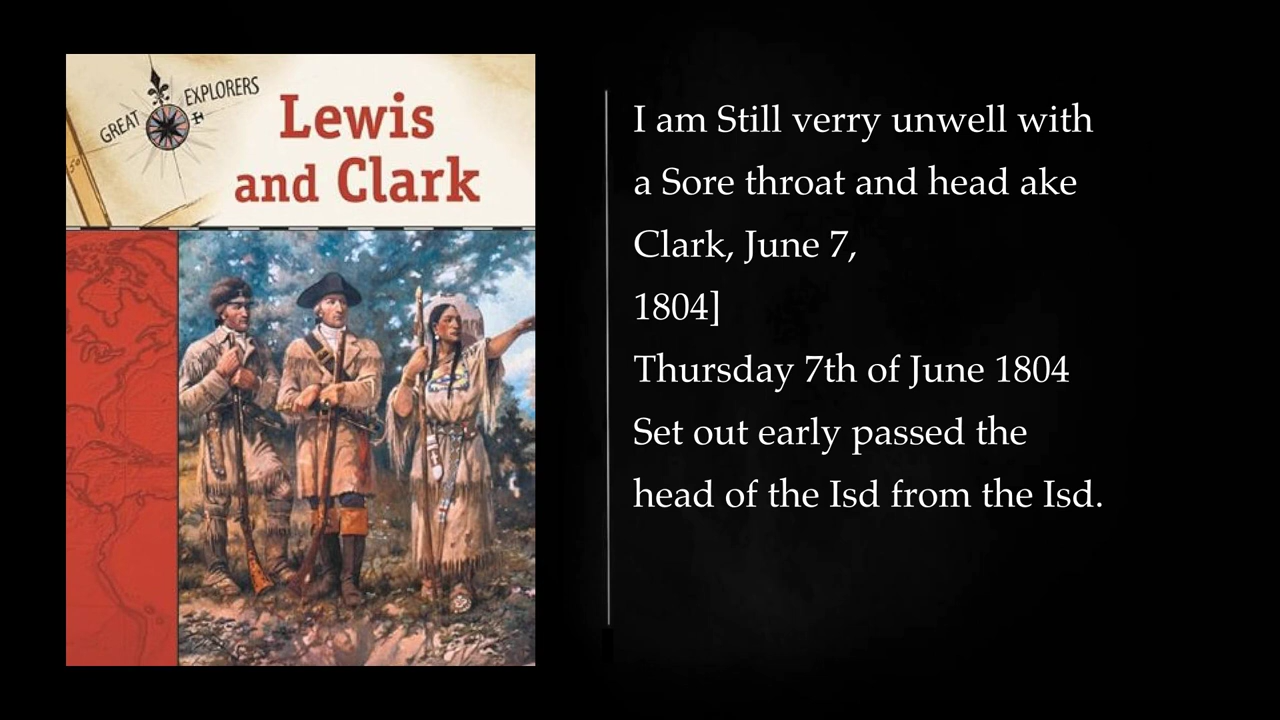 GREAT EXPLORERS
Lewis
and Clark
50
I am Still verry unwell with
a Sore throat and head ake
Clark, June 7,
1804]
Thursday 7th of June 1804
Set out early passed the
head of the Isd from the Isd.